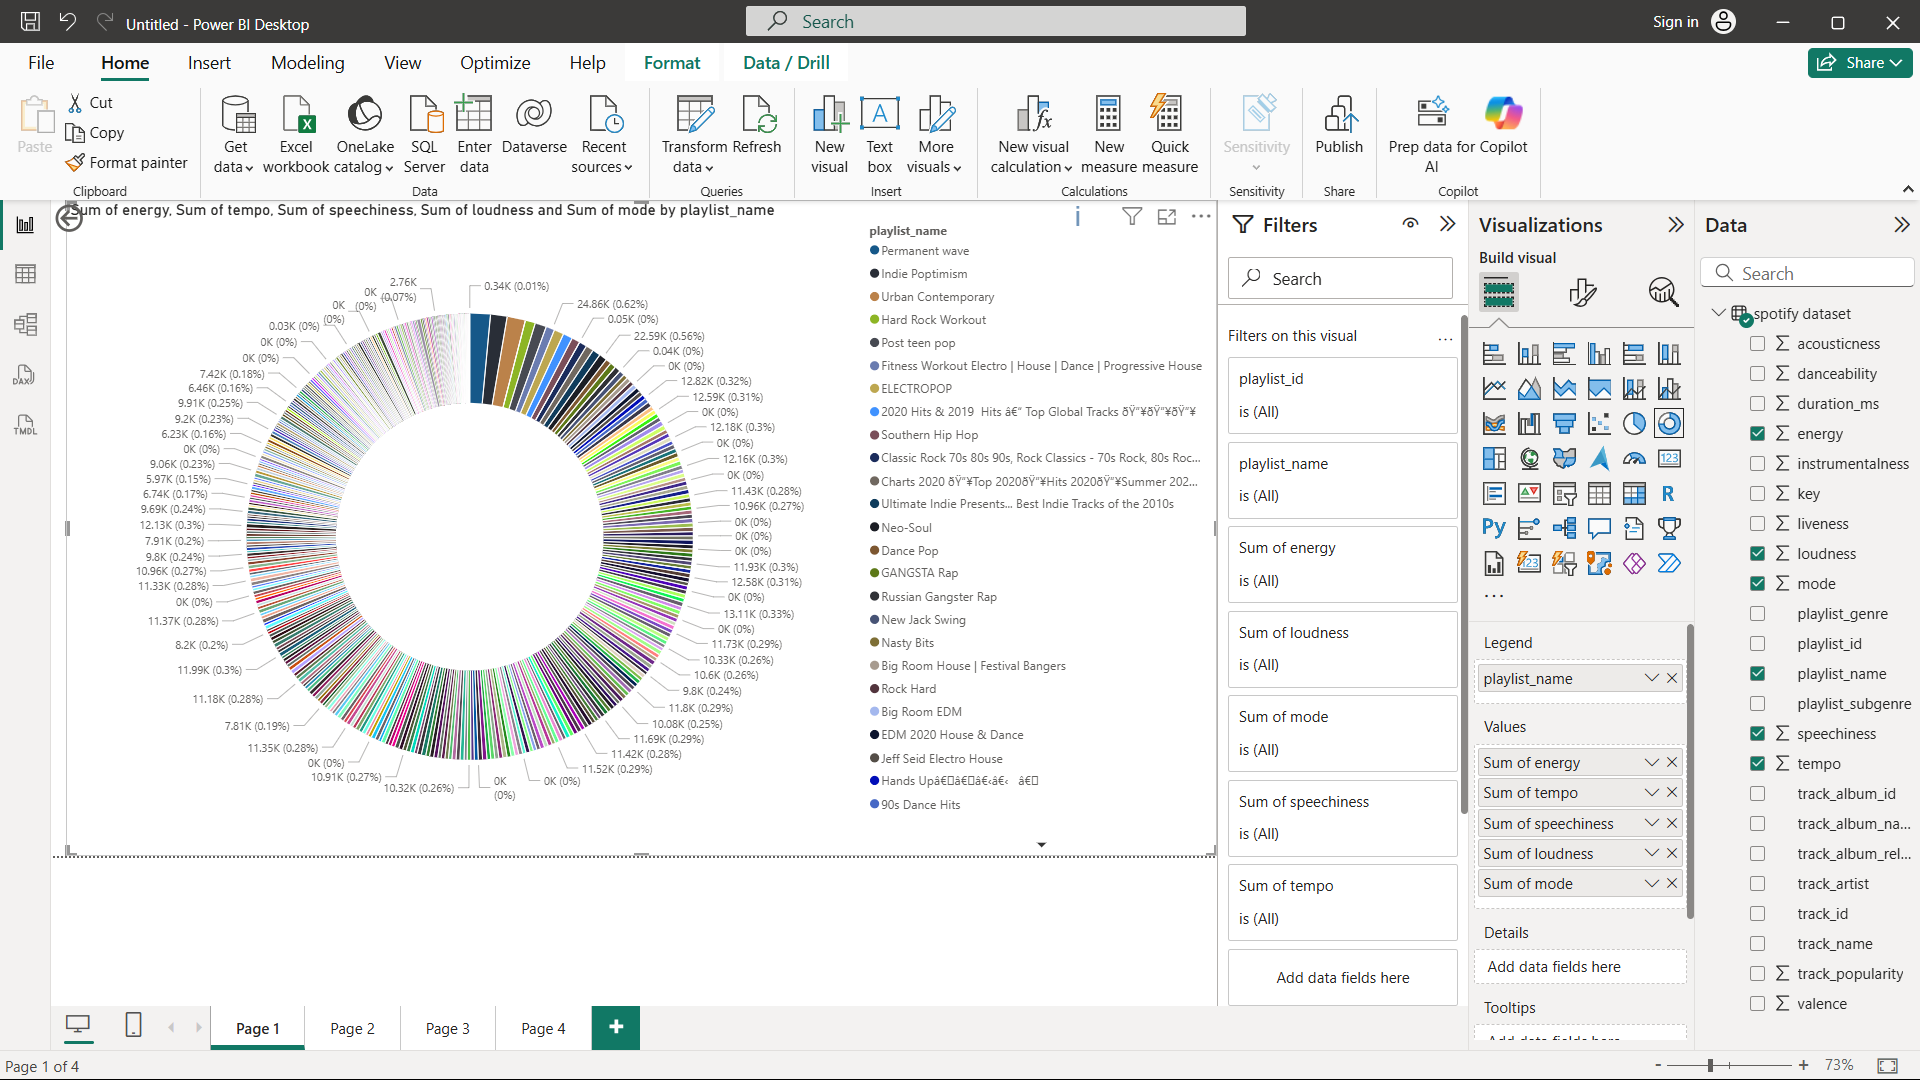 Untitled - Power BI Desktop
Search
Sign in
File Home Insert Modeling View Optimize Help Format Data / Drill
Share
Paste
Cut
Copy
Format painter
Clipboard
Get data
Excel workbook
OneLake catalog
SQL Server
Enter data
Dataverse
Recent sources
Data
Transform data
Refresh
Queries
New visual
Text box
More visuals
Insert
New visual calculation
New measure
Quick measure
Calculations
Sensitivity
Sensitivity
Publish
Share
Prep data for AI
Copilot
Copilot
Sum of energy, Sum of tempo, Sum of speechiness, Sum of loudness and Sum of mode by playlist_name
0.34K (0.01%)
24.86K (0.62%)
0.05K (0%)
22.59K (0.56%)
0.04K (0%)
0K (0%)
12.82K (0.32%)
12.59K (0.31%)
0K (0%)
12.18K (0.3%)
0K (0%)
12.16K (0.3%)
0K (0%)
11.43K (0.28%)
10.96K (0.27%)
0K (0%)
0K (0%)
0K (0%)
11.93K (0.3%)
12.58K (0.31%)
0K (0%)
13.11K (0.33%)
0K (0%)
11.73K (0.29%)
10.33K (0.26%)
10.6K (0.26%)
9.8K (0.24%)
11.8K (0.29%)
10.08K (0.25%)
11.69K (0.29%)
11.42K (0.28%)
11.52K (0.29%)
0K (0%)
0K
(0%)
10.32K (0.26%)
10.91K (0.27%)
0K (0%)
11.35K (0.28%)
7.81K (0.19%)
11.18K (0.28%)
11.99K (0.3%)
8.2K (0.2%)
11.37K (0.28%)
0K (0%)
11.33K (0.28%)
10.96K (0.27%)
9.8K (0.24%)
7.91K (0.2%)
12.13K (0.3%)
9.69K (0.24%)
6.74K (0.17%)
5.97K (0.15%)
9.06K (0.23%)
0K (0%)
6.23K (0.16%)
9.2K (0.23%)
9.91K (0.25%)
6.46K (0.16%)
7.42K (0.18%)
0K (0%)
0K (0%)
0.03K (0%)
0K
(0%)
0K
(0%)
2.76K
(0.07%)
playlist_name
Permanent wave
Indie Poptimism
Urban Contemporary
Hard Rock Workout
Post teen pop
Fitness Workout Electro | House | Dance | Progressive House
ELECTROPOP
2020 Hits & 2019 Hits â€“ Top Global Tracks ðŸ”¥ðŸ”¥ðŸ”¥
Southern Hip Hop
Classic Rock 70s 80s 90s, Rock Classics - 70s Rock, 80s Roc...
Charts 2020 ðŸ”¥Top 2020ðŸ”¥Hits 2020ðŸ”¥Summer 202...
Ultimate Indie Presents... Best Indie Tracks of the 2010s
Neo-Soul
Dance Pop
GANGSTA Rap
Russian Gangster Rap
New Jack Swing
Nasty Bits
Big Room House | Festival Bangers
Rock Hard
Big Room EDM
EDM 2020 House & Dance
Jeff Seid Electro House
90s Dance Hits
Filters
Search
Filters on this visual
playlist_id
is (All)
playlist_name
is (All)
Sum of energy
is (All)
Sum of loudness
is (All)
Sum of mode
is (All)
Sum of speechiness
is (All)
Sum of tempo
is (All)
Add data fields here
Visualizations
Build visual
Legend
playlist_name
Values
Sum of energy
Sum of tempo
Sum of speechiness
Sum of loudness
Sum of mode
Details
Add data fields here
Tooltips
Add data fields here
Data
Search
spotify dataset
acousticness
danceability
duration_ms
energy
instrumentalness
key
liveness
loudness
mode
playlist_genre
playlist_id
playlist_name
playlist_subgenre
speechiness
tempo
track_album_id
track_album_na...
track_album_rel...
track_artist
track_id
track_name
track_popularity
valence
DAX
TMDL
Page 1 Page 2 Page 3 Page 4 +
Page 1 of 4
- + 73%